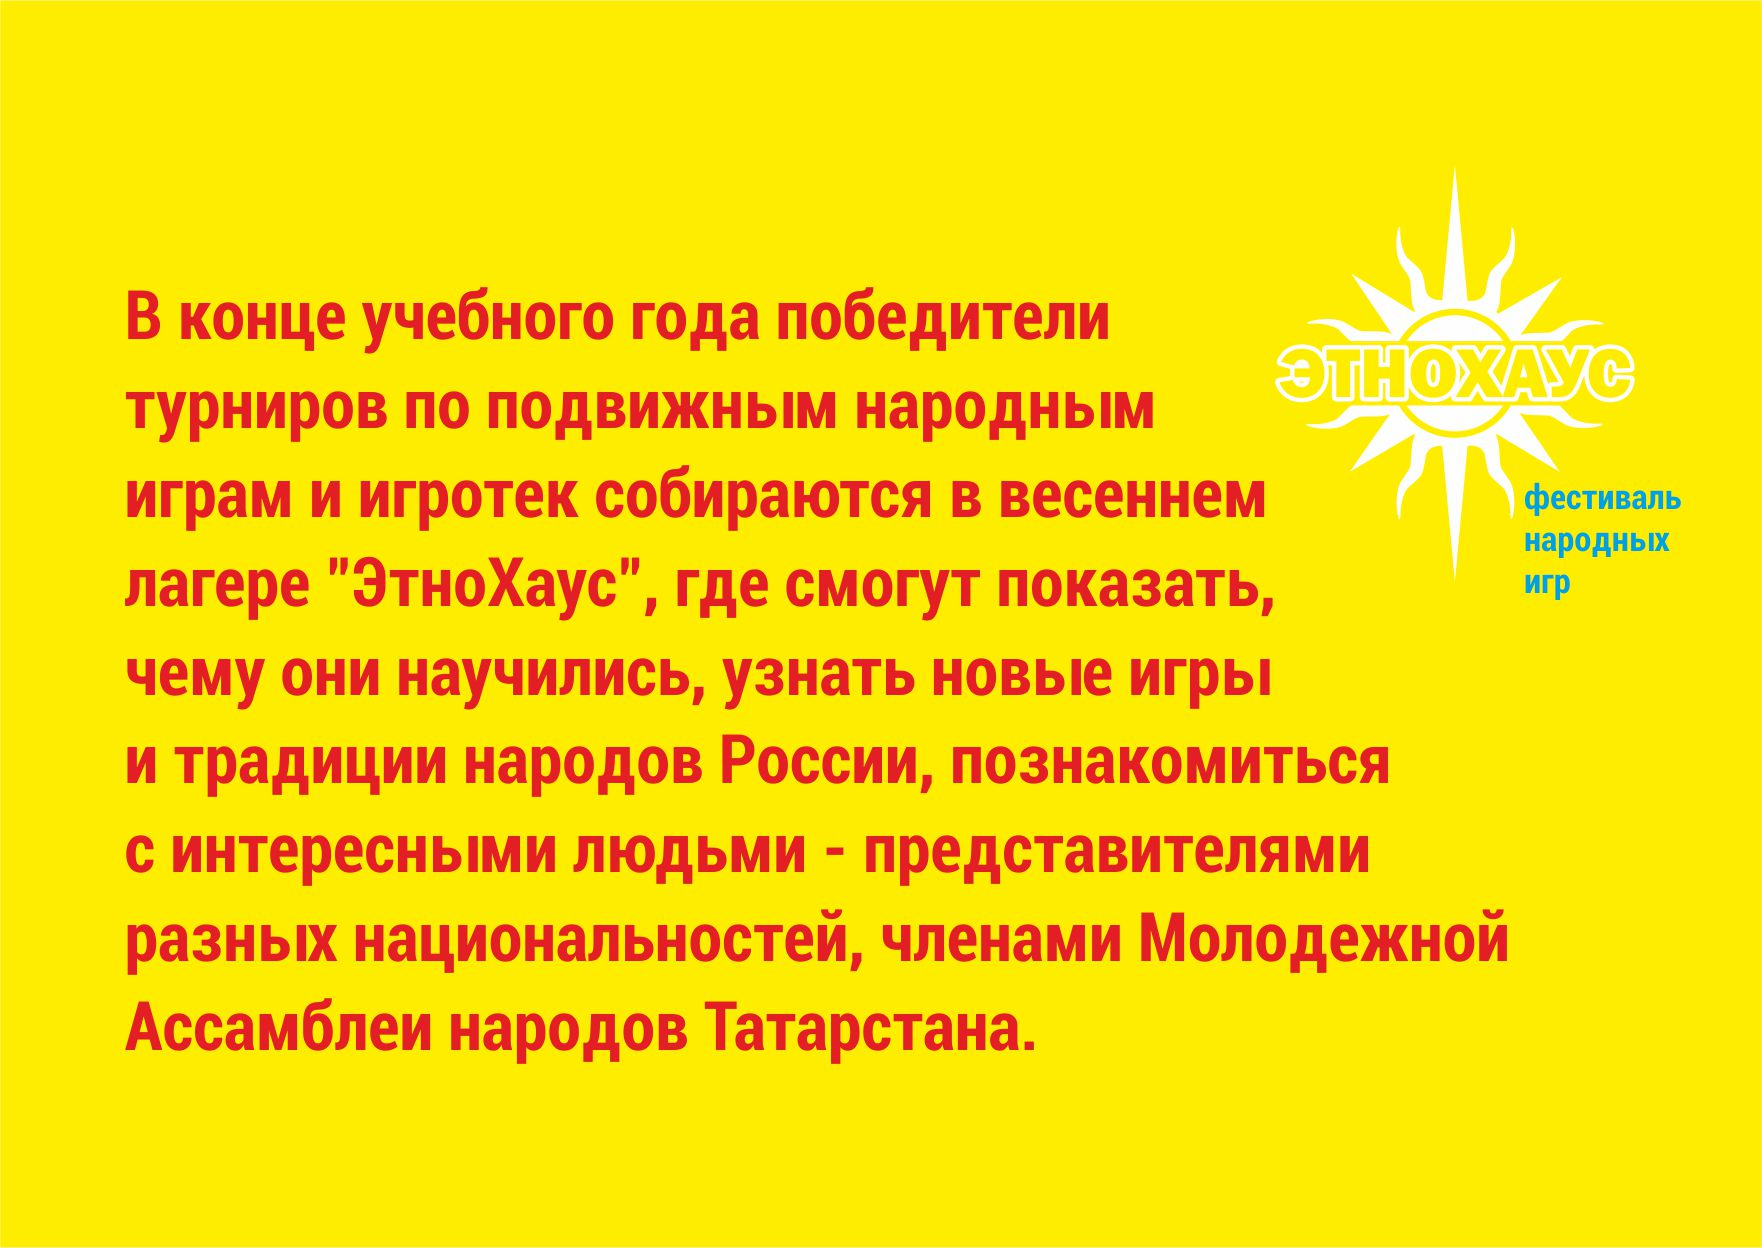 В конце учебного года победители
турниров по подвижным народным
играм и игротек собираются в весеннем
лагере "ЭтноХаус", где смогут показать,
чему они научились, узнать новые игры
и традиции народов России, познакомиться
с интересными людьми - представителями
разных национальностей, членами Молодежной
Ассамблеи народов Татарстана.
ЭТНОХАУС
фестиваль
народных
игр